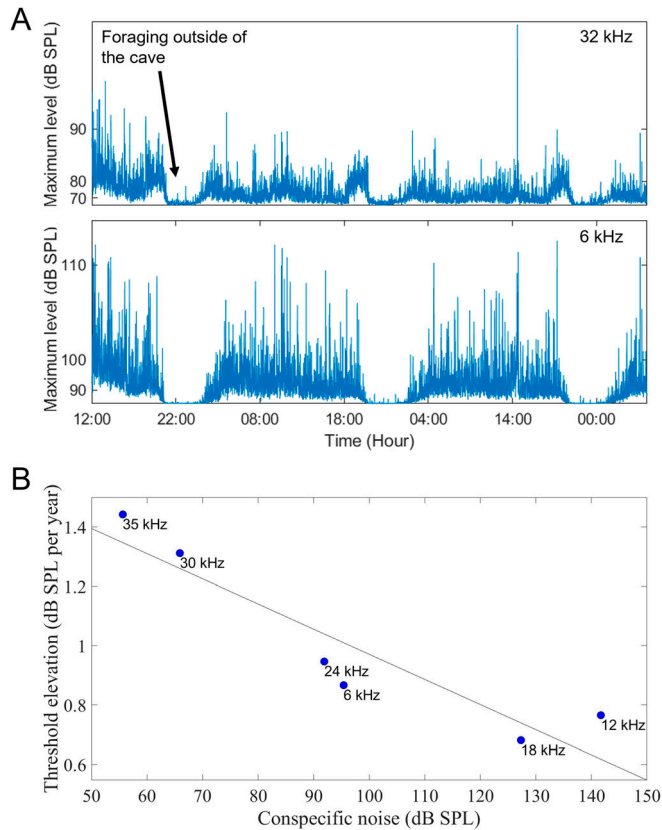 A
Foraging outside of
the cave
32 kHz
Maximum level (dB SPL)
90
80
70
6 kHz
Maximum level (dB SPL)
110
100
90
12:00 22:00 08:00 18:00 04:00 14:00 00:00
Time (Hour)
B
Threshold elevation (dB SPL per year)
1.4
1.2
1
0.8
0.6
35 kHz
30 kHz
24 kHz
6 kHz
12 kHz
18 kHz
50 60 70 80 90 100 110 120 130 140 150
Conspecific noise (dB SPL)